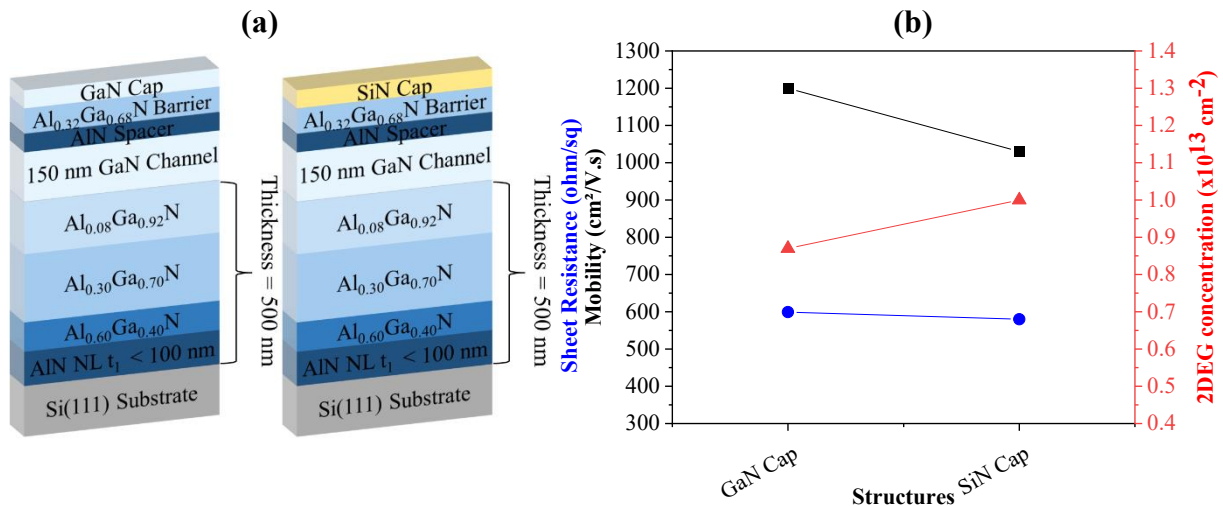 (a)
GaN Cap
Al0.32Ga0.68N Barrier
AlN Spacer
150 nm GaN Channel
Al0.08Ga0.92N
Al0.30Ga0.70N
Al0.60Ga0.40N
AlN NL t1 < 100 nm
Si(111) Substrate
Thickness = 500 nm
SiN Cap
Al0.32Ga0.68N Barrier
AlN Spacer
150 nm GaN Channel
Al0.08Ga0.92N
Al0.30Ga0.70N
Al0.60Ga0.40N
AlN NL t1 < 100 nm
Si(111) Substrate
Thickness = 500 nm
(b)
Sheet Resistance (ohm/sq)
Mobility (cm²/V.s)
1300
1200
1100
1000
900
800
700
600
500
400
300
1.4
1.3
1.2
1.1
1.0
0.9
0.8
0.7
0.6
0.5
0.4
2DEG concentration (x10^13 cm^-2)
GaN Cap
SiN Cap
Structures